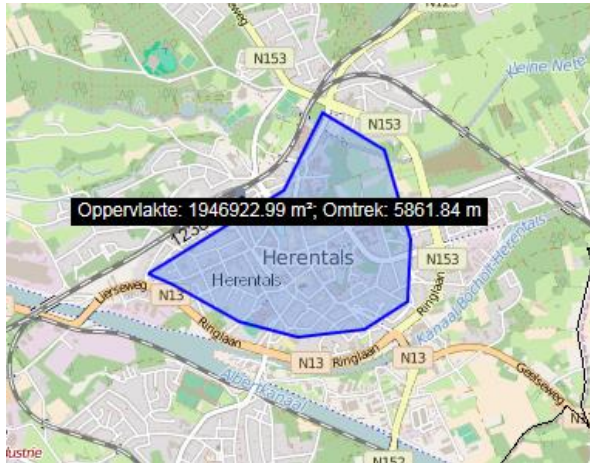 N123
N153
Kleine Nete
N153
Oppervlakte: 1946922.99 m²; Omtrek: 5861.84 m
Herentals
Herentals
N153
Lierseweg
N13
Ringlaan
Ringlaan
Kanaal Bocholt-Herentals
N13
Ringlaan
N13
Geelseweg
Albertkanaal
N152